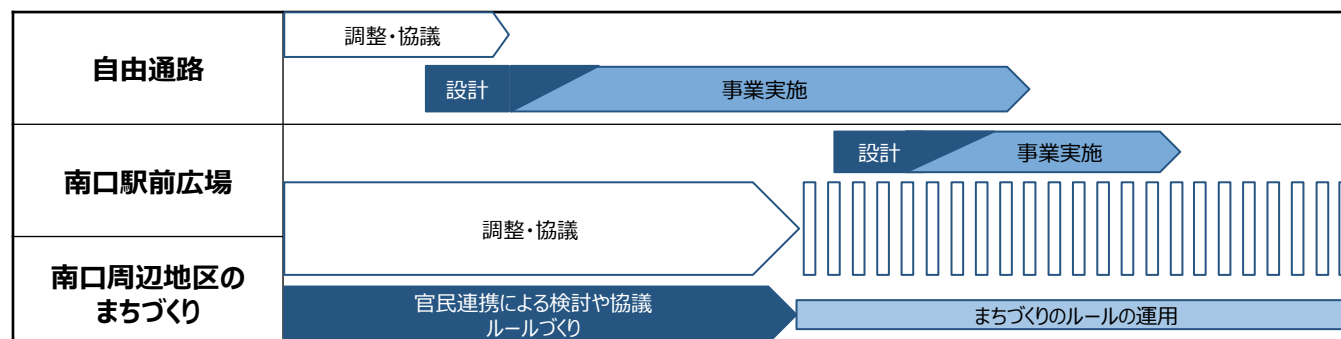 自由通路
調整・協議
設計
事業実施
南口駅前広場
設計
事業実施
調整・協議
南口周辺地区の
まちづくり
官民連携による検討や協議
ルールづくり
まちづくりのルールの運用